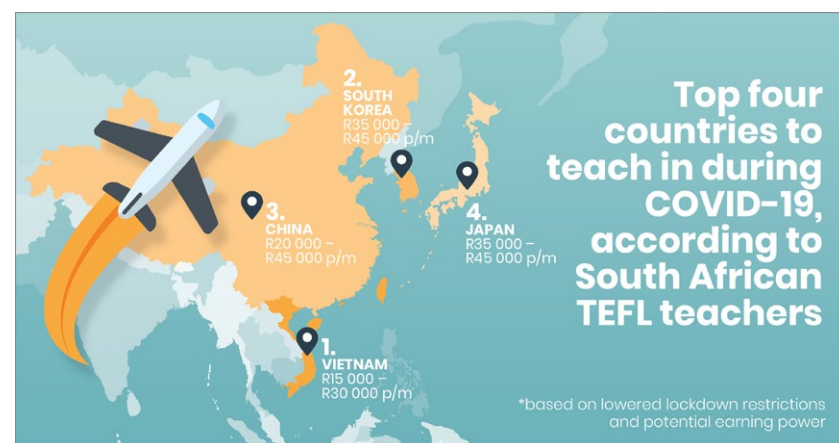 Top four
countries to
teach in during
COVID-19,
according to
South African
TEFL teachers
1.
VIETNAM
R15 000 –
R30 000 p/m
2.
SOUTH
KOREA
R35 000 –
R45 000 p/m
3.
CHINA
R20 000 –
R45 000 p/m
4.
JAPAN
R35 000 –
R45 000 p/m
*based on lowered lockdown restrictions
and potential earning power